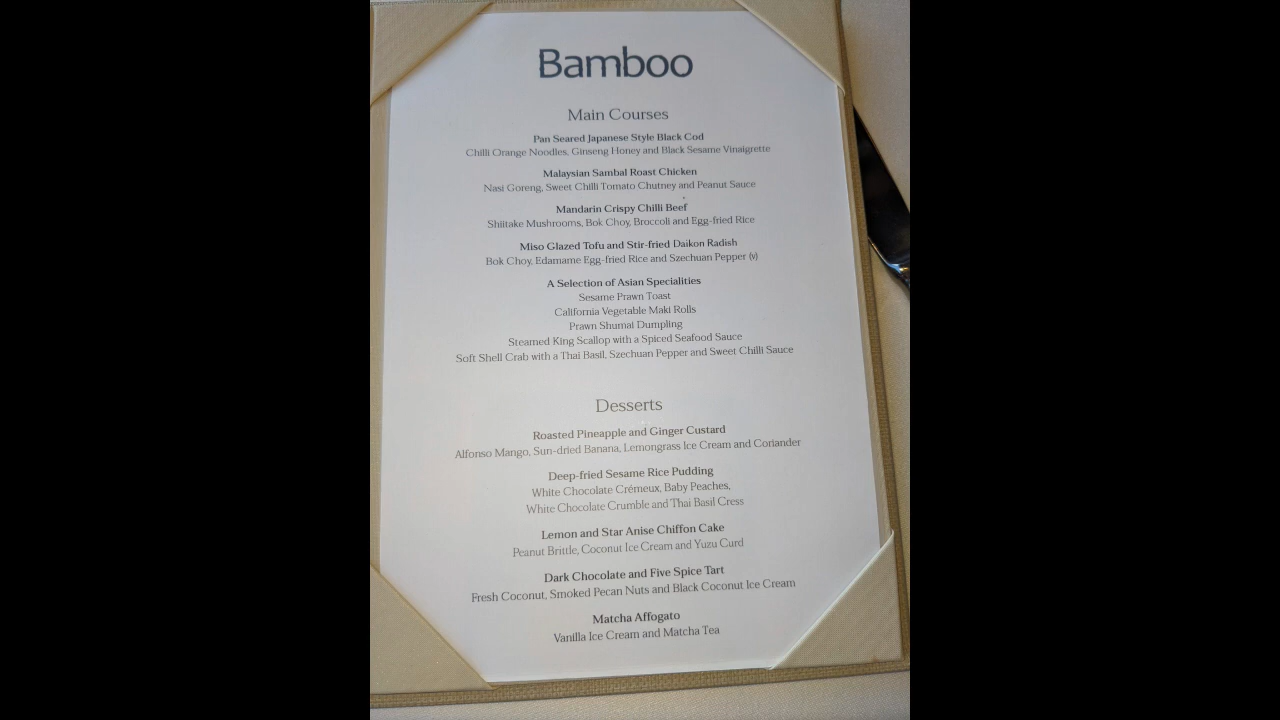 Bamboo
Main Courses
Pan Seared Japanese Style Black Cod
Chilli Orange Noodles, Ginseng Honey and Black Sesame Vinaigrette
Malaysian Sambal Roast Chicken
Nasi Goreng, Sweet Chilli Tomato Chutney and Peanut Sauce
Mandarin Crispy Chilli Beef
Shiitake Mushrooms, Bok Choy, Broccoli and Egg-fried Rice
Miso Glazed Tofu and Stir-fried Daikon Radish
Bok Choy, Edamame Egg-fried Rice and Szechuan Pepper (v)
A Selection of Asian Specialities
Sesame Prawn Toast
California Vegetable Maki Rolls
Prawn Shumai Dumpling
Steamed King Scallop with a Spiced Seafood Sauce
Soft Shell Crab with a Thai Basil, Szechuan Pepper and Sweet Chilli Sauce
Desserts
Roasted Pineapple and Ginger Custard
Alfonso Mango, Sun-dried Banana, Lemongrass Ice Cream and Coriander
Deep-fried Sesame Rice Pudding
White Chocolate Crémeux, Baby Peaches,
White Chocolate Crumble and Thai Basil Cress
Lemon and Star Anise Chiffon Cake
Peanut Brittle, Coconut Ice Cream and Yuzu Curd
Dark Chocolate and Five Spice Tart
Fresh Coconut, Smoked Pecan Nuts and Black Coconut Ice Cream
Matcha Affogato
Vanilla Ice Cream and Matcha Tea